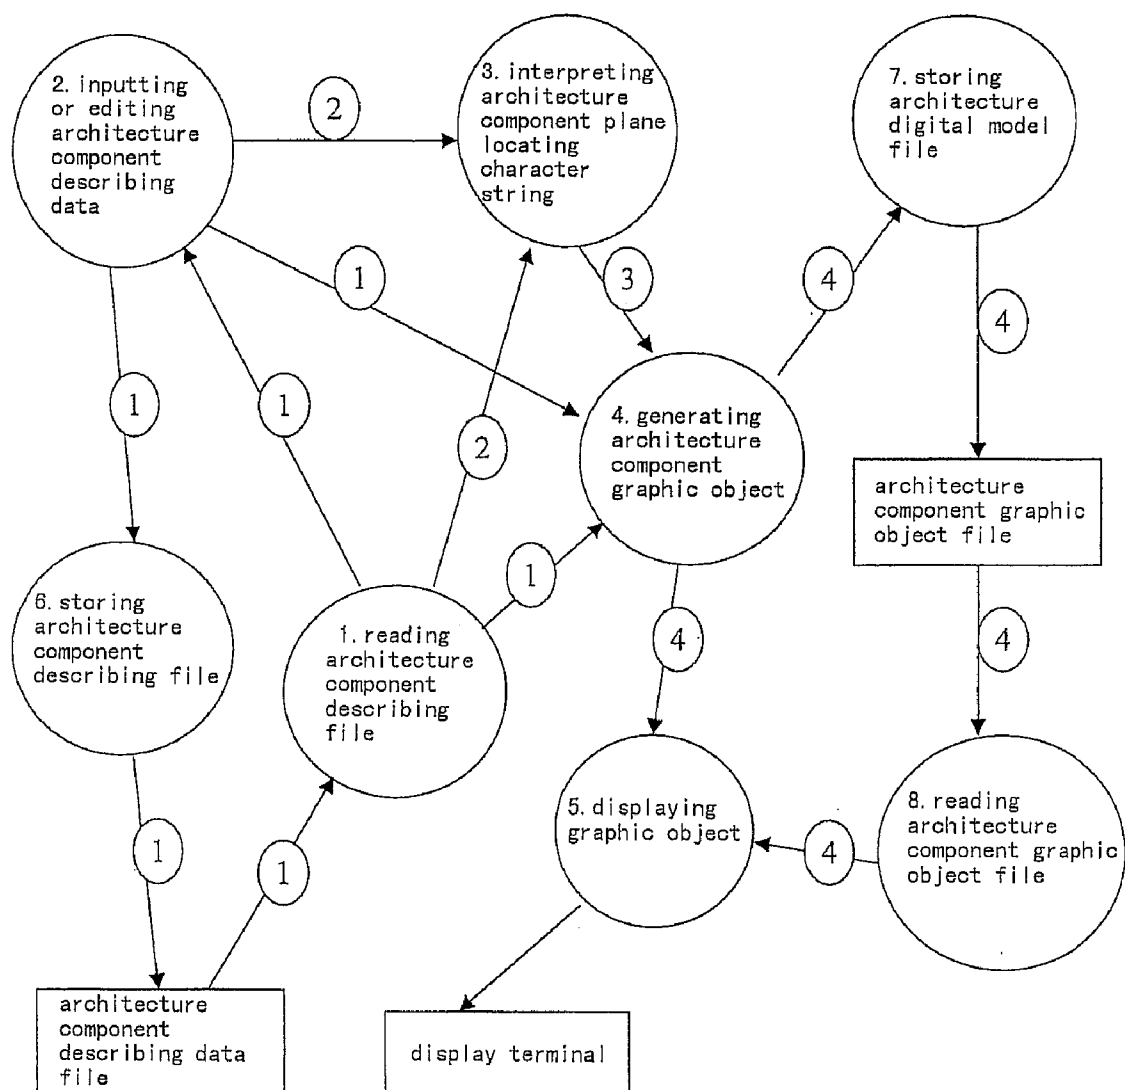 2. inputting
or editing
architecture
component
describing
data
2
3. interpreting
architecture
component plane
locating
character
string
7. storing
architecture
digital model
file
1
3
4
4
1
1
2
4. generating
architecture
component
graphic object
architecture
component graphic
object file
1
6. storing
architecture
component
describing file
1. reading
architecture
component
describing
file
4
4
5. displaying
graphic object
4
8. reading
architecture
component graphic
object file
1
1
architecture
component
describing data
file
display terminal